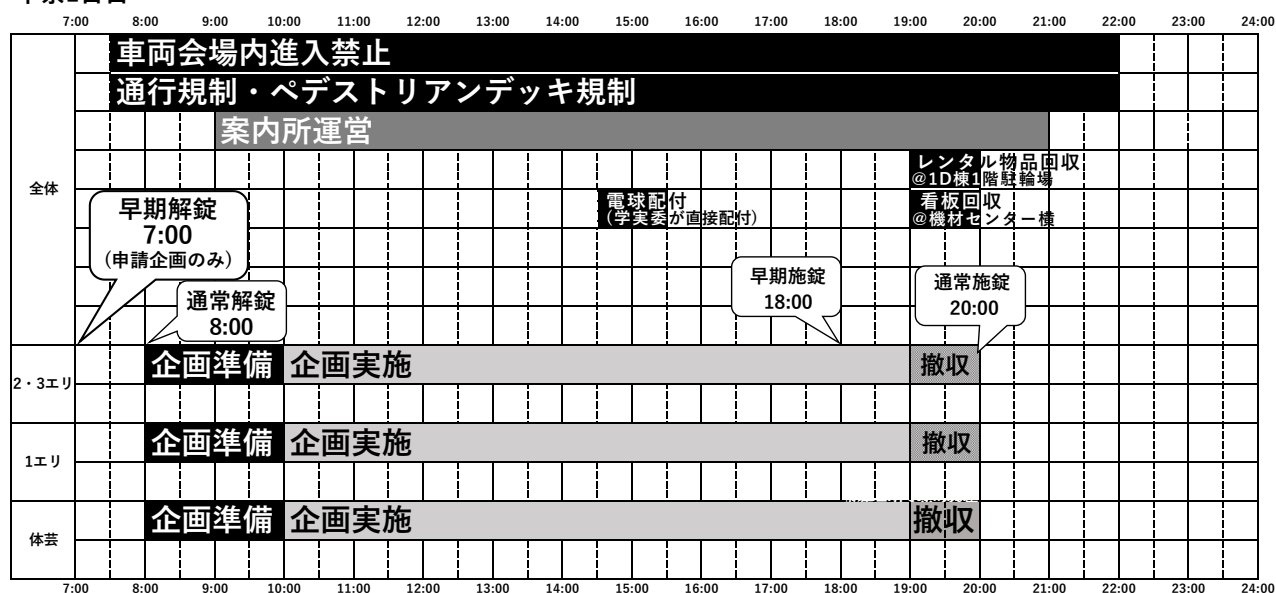 7:00 8:00 9:00 10:00 11:00 12:00 13:00 14:00 15:00 16:00 17:00 18:00 19:00 20:00 21:00 22:00 23:00 24:00
車両会場内進入禁止
通行規制・ペデストリアンデッキ規制
案内所運営
全体
レンタル物品回収
@1D棟1階駐輪場
電球配付
(学実委が直接配付)
看板回収
@機材センター横
早期解錠
7:00
(申請企画のみ)
通常解錠
8:00
早期施錠
18:00
通常施錠
20:00
2・3エリ
企画準備 企画実施 撤収
1エリ
企画準備 企画実施 撤収
体芸
企画準備 企画実施 撤収
7:00 8:00 9:00 10:00 11:00 12:00 13:00 14:00 15:00 16:00 17:00 18:00 19:00 20:00 21:00 22:00 23:00 24:00